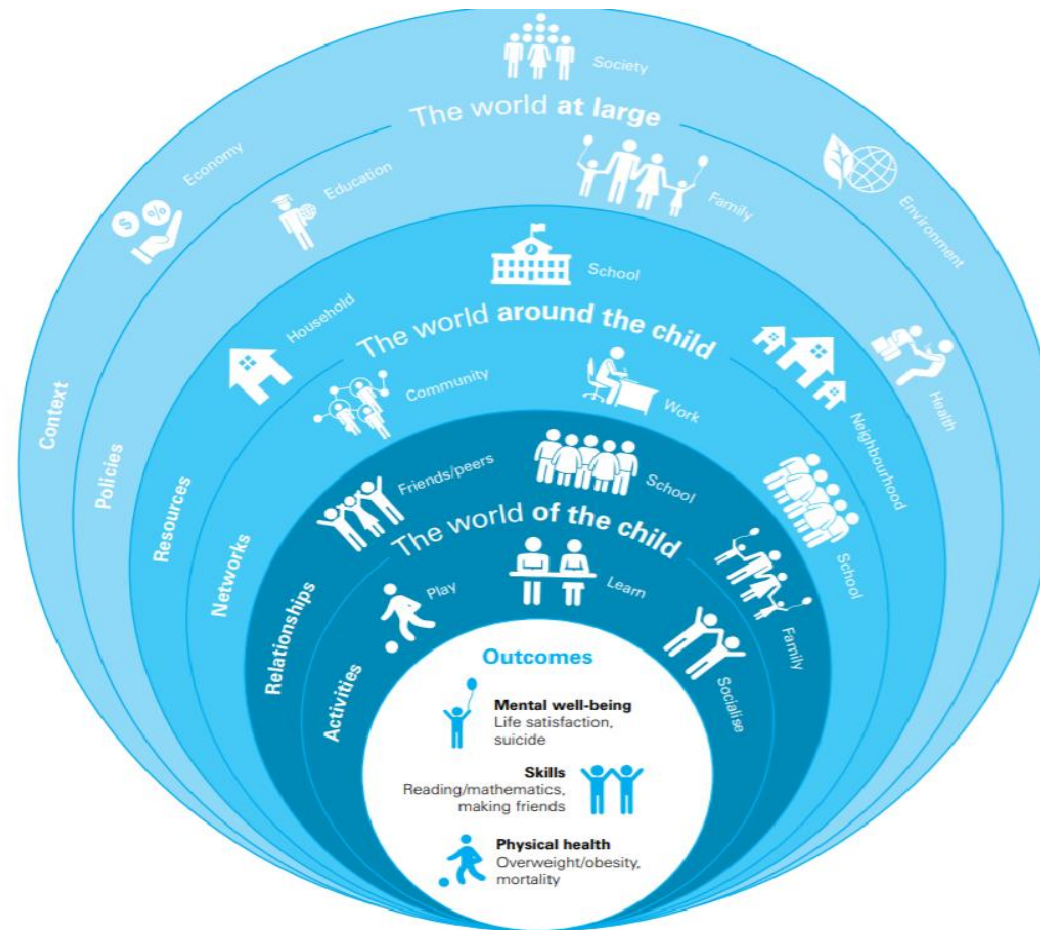 Society
The world at large
Economy
Education
Family
Environment
Health
Context
Policies
School
Household
The world around the child
Community
Work
Neighbourhood
School
Resources
Networks
Friends/peers
School
The world of the child
Family
Play
Learn
Socialise
Relationships
Activities
Outcomes
Mental well-being
Life satisfaction,
suicide
Skills
Reading/mathematics,
making friends
Physical health
Overweight/obesity,
mortality
$
%